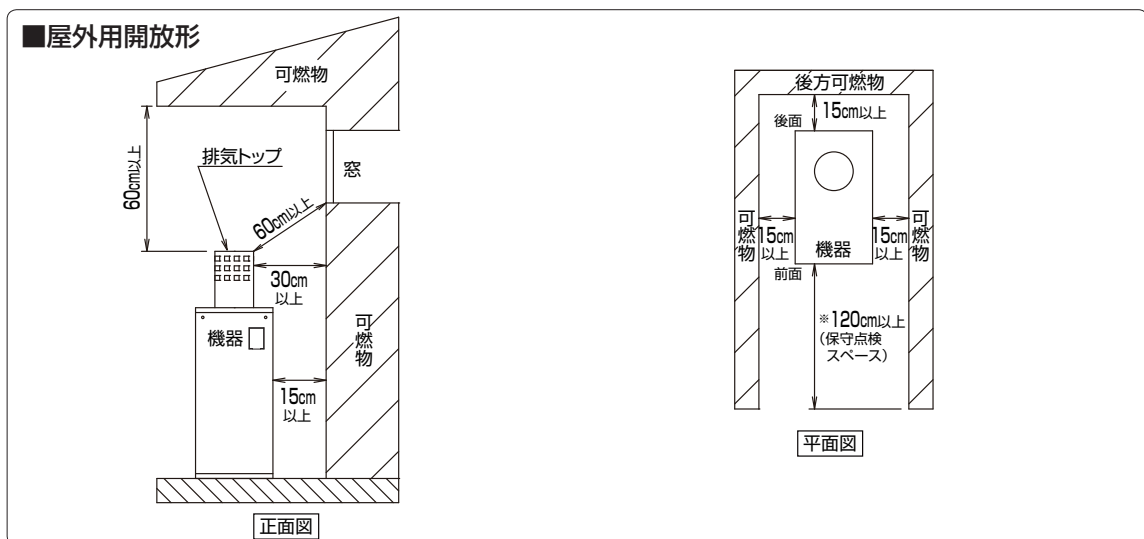 ■屋外用開放形
可燃物
60cm以上
排気トップ
窓
60cm以上
30cm
以上
機器
可燃物
15cm
以上
正面図
後方可燃物
後面
15cm以上
可燃物
15cm
以上
機器
15cm
以上
可燃物
前面
※120cm以上
(保守点検
スペース)
平面図